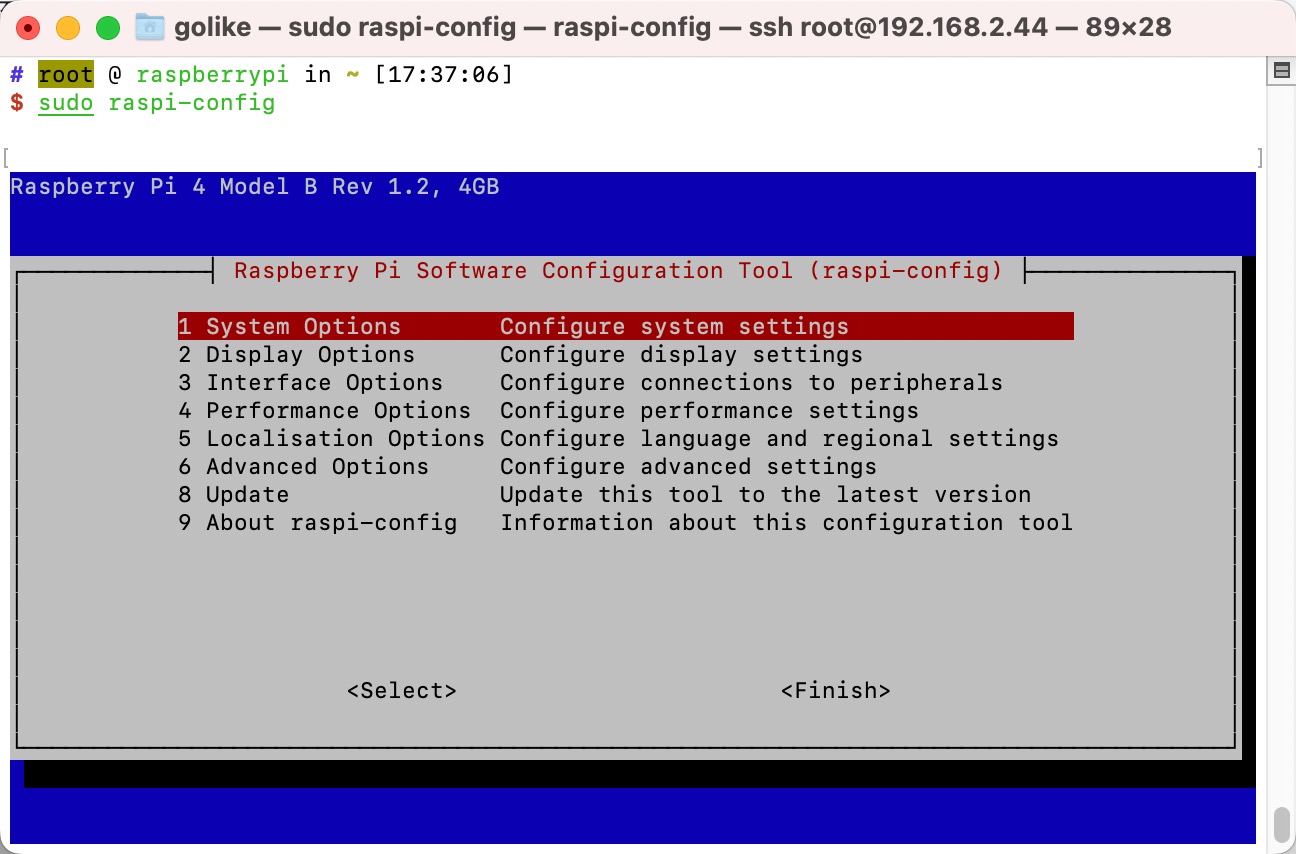 golike — sudo raspi-config — raspi-config — ssh root@192.168.2.44 — 89×28
# root @ raspberrypi in ~ [17:37:06]
$ sudo raspi-config
[ ]
Raspberry Pi 4 Model B Rev 1.2, 4GB
Raspberry Pi Software Configuration Tool (raspi-config)
1 System Options Configure system settings
2 Display Options Configure display settings
3 Interface Options Configure connections to peripherals
4 Performance Options Configure performance settings
5 Localisation Options Configure language and regional settings
6 Advanced Options Configure advanced settings
8 Update Update this tool to the latest version
9 About raspi-config Information about this configuration tool
<Select> <Finish>